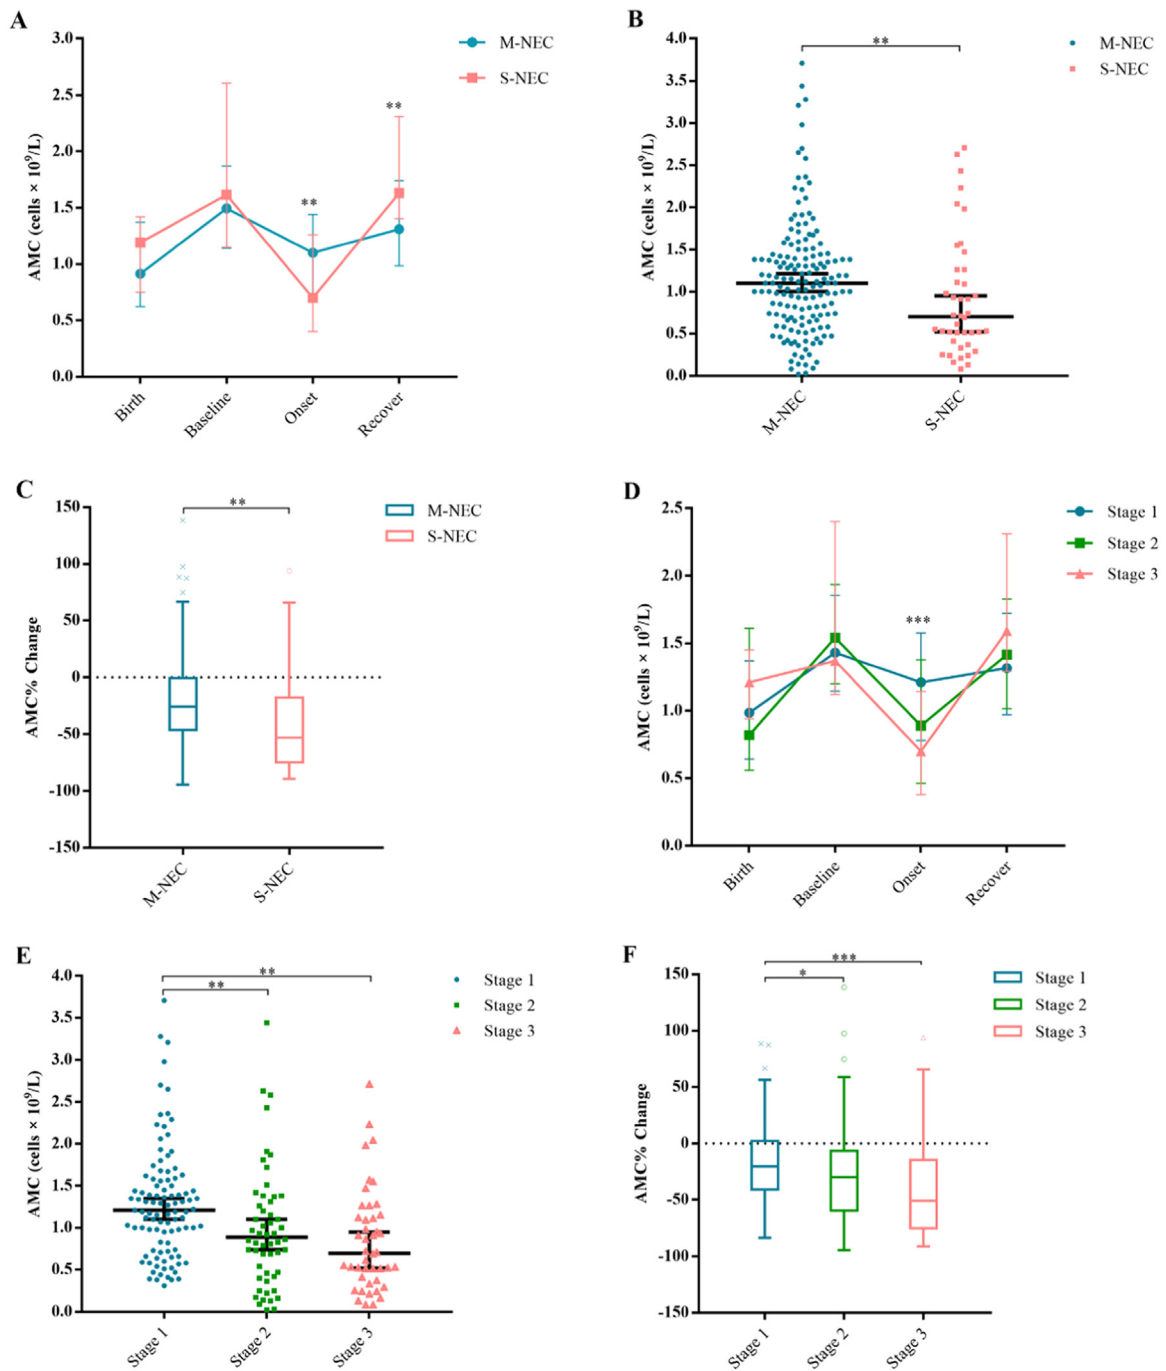 A
M-NEC
S-NEC
AMC (cells × 10⁹/L)
3.0
2.5
2.0
1.5
1.0
0.5
0.0
**
**
Birth
Baseline
Onset
Recover
B
M-NEC
S-NEC
AMC (cells × 10⁹/L)
4.0
3.5
3.0
2.5
2.0
1.5
1.0
0.5
0.0
**
M-NEC
S-NEC
C
M-NEC
S-NEC
AMC% Change
150
100
50
0
-50
-100
-150
**
M-NEC
S-NEC
D
Stage 1
Stage 2
Stage 3
AMC (cells × 10⁹/L)
2.5
2.0
1.5
1.0
0.5
0.0
***
Birth
Baseline
Onset
Recover
E
Stage 1
Stage 2
Stage 3
AMC (cells × 10⁹/L)
4.0
3.5
3.0
2.5
2.0
1.5
1.0
0.5
0.0
**
**
Stage 1
Stage 2
Stage 3
F
Stage 1
Stage 2
Stage 3
AMC% Change
150
100
50
0
-50
-100
-150
***
*
Stage 1
Stage 2
Stage 3